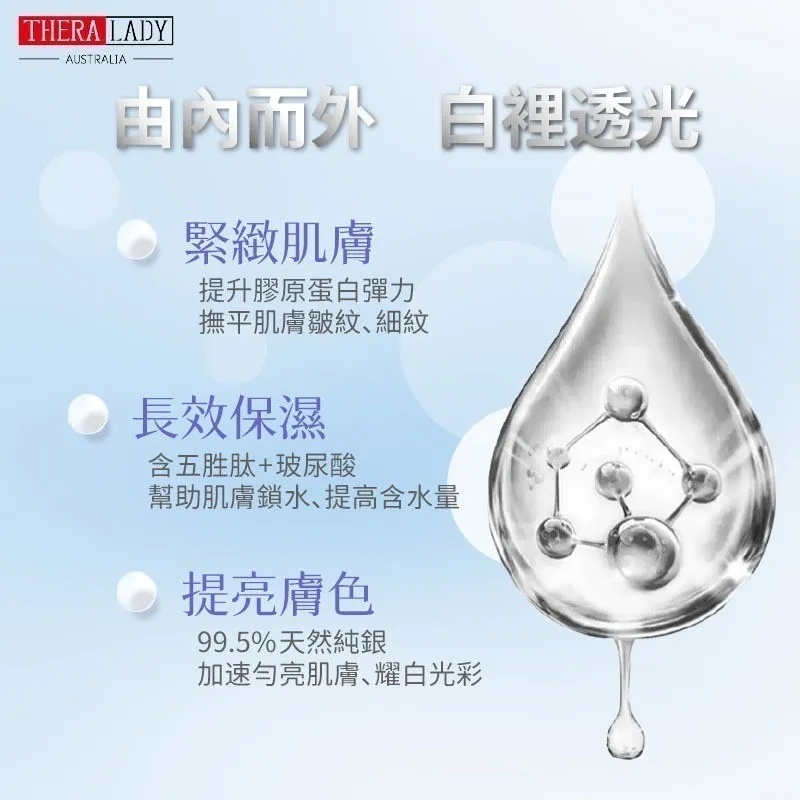 THERA LADY
AUSTRALIA
由內而外 白裡透光
緊緻肌膚
提升膠原蛋白彈力
撫平肌膚皺紋、細紋
長效保濕
含五胜肽+玻尿酸
幫助肌膚鎖水、提高含水量
提亮膚色
99.5%天然純銀
加速勻亮肌膚、耀白光彩